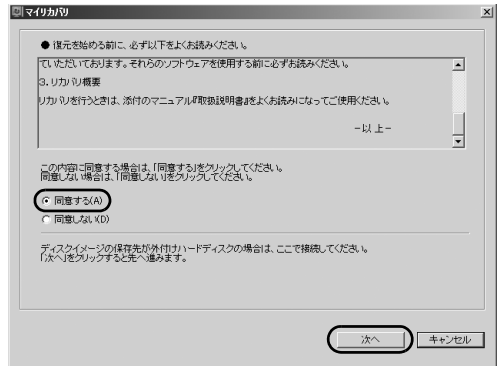 マイリカバリ
● 復元を始める前に、必ず以下をよくお読みください。
ていただいております。それらのソフトウェアを使用する前に必ずお読みください。
3. リカバリ概要
リカバリを行うときは、添付のマニュアル『取扱説明書』をよくお読みになってご使用ください。
－以 上－
この内容に同意する場合は、「同意する」をクリックしてください。
同意しない場合は、「同意しない」をクリックしてください。
同意する(A)
同意しない(D)
ディスクイメージの保存先が外付けハードディスクの場合は、ここで接続してください。
「次へ」をクリックすると先へ進みます。
次へ
キャンセル